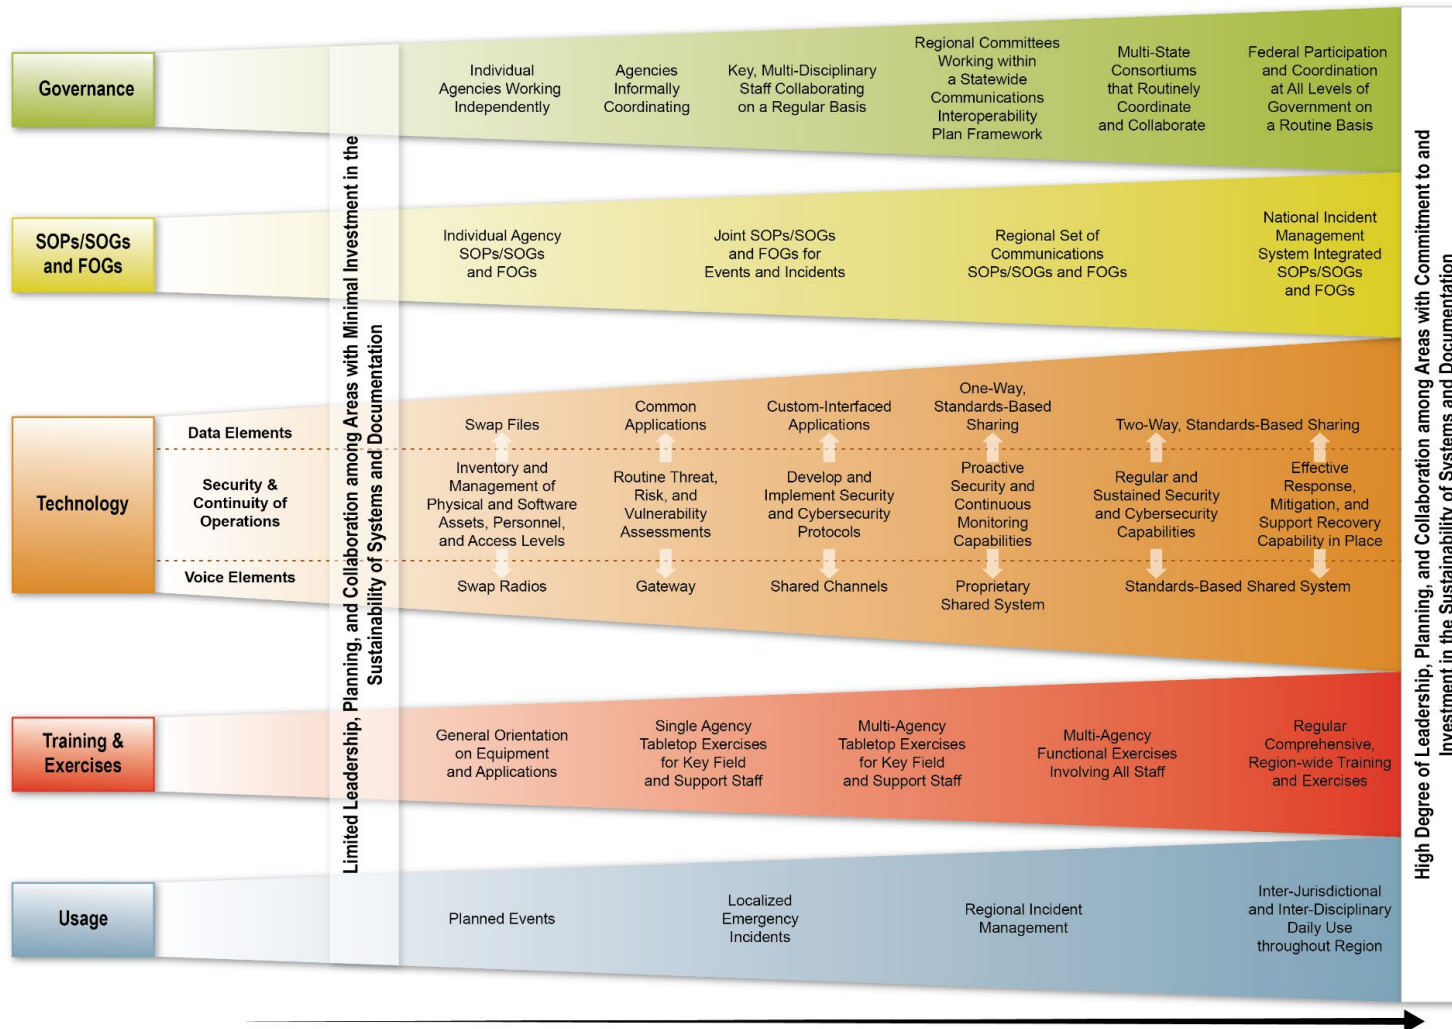 Governance
Individual
Agencies Working
Independently
Agencies
Informally
Coordinating
Key, Multi-Disciplinary
Staff Collaborating
on a Regular Basis
Regional Committees
Working within
a Statewide
Communications
Interoperability
Plan Framework
Multi-State
Consortiums
that Routinely
Coordinate
and Collaborate
Federal Participation
and Coordination
at All Levels of
Government on
a Routine Basis
Limited Leadership, Planning, and Collaboration among Areas with Minimal Investment in the
Sustainability of Systems and Documentation
SOPs/SOGs
and FOGs
Individual Agency
SOPs/SOGs
and FOGs
Joint SOPs/SOGs
and FOGs for
Events and Incidents
Regional Set of
Communications
SOPs/SOGs and FOGs
National Incident
Management
System Integrated
SOPs/SOGs
and FOGs
Technology
Data Elements
Swap Files
Common
Applications
Custom-Interfaced
Applications
One-Way,
Standards-Based
Sharing
Two-Way, Standards-Based Sharing
Security &
Continuity of
Operations
Inventory and
Management of
Physical and Software
Assets, Personnel,
and Access Levels
Routine Threat,
Risk, and
Vulnerability
Assessments
Develop and
Implement Security
and Cybersecurity
Protocols
Proactive
Security and
Continuous
Monitoring
Capabilities
Regular and
Sustained Security
and Cybersecurity
Capabilities
Effective
Response,
Mitigation, and
Support Recovery
Capability in Place
Voice Elements
Swap Radios
Gateway
Shared Channels
Proprietary
Shared System
Standards-Based Shared System
Training &
Exercises
General Orientation
on Equipment
and Applications
Single Agency
Tabletop Exercises
for Key Field
and Support Staff
Multi-Agency
Tabletop Exercises
for Key Field
and Support Staff
Multi-Agency
Functional Exercises
Involving All Staff
Regular
Comprehensive,
Region-wide Training
and Exercises
Usage
Planned Events
Localized
Emergency
Incidents
Regional Incident
Management
Inter-Jurisdictional
and Inter-Disciplinary
Daily Use
throughout Region
High Degree of Leadership, Planning, and Collaboration among Areas with Commitment to and
Investment in the Sustainability of Systems and Documentation